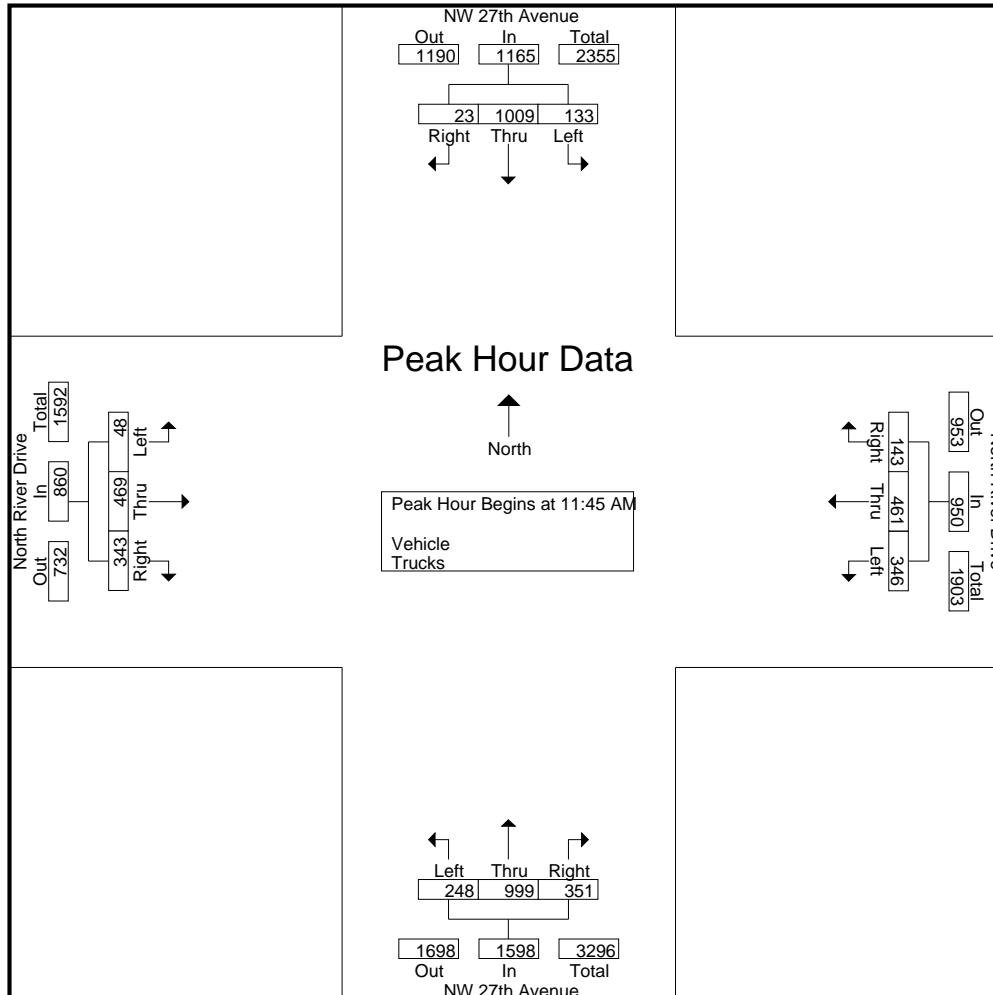 NW 27th Avenue
Out In Total
1190 1165 2355
23 1009 133
Right Thru Left
Peak Hour Data
North
Peak Hour Begins at 11:45 AM
Vehicle
Trucks
North River Drive
Total In Out
1592 860 732
48 469 343
Left Thru Right
Right Thru Left
143 461 346
953 950 1903
Out In Total
North River Drive
Left Thru Right
248 999 351
1698 1598 3296
Out In Total
NW 27th Avenue